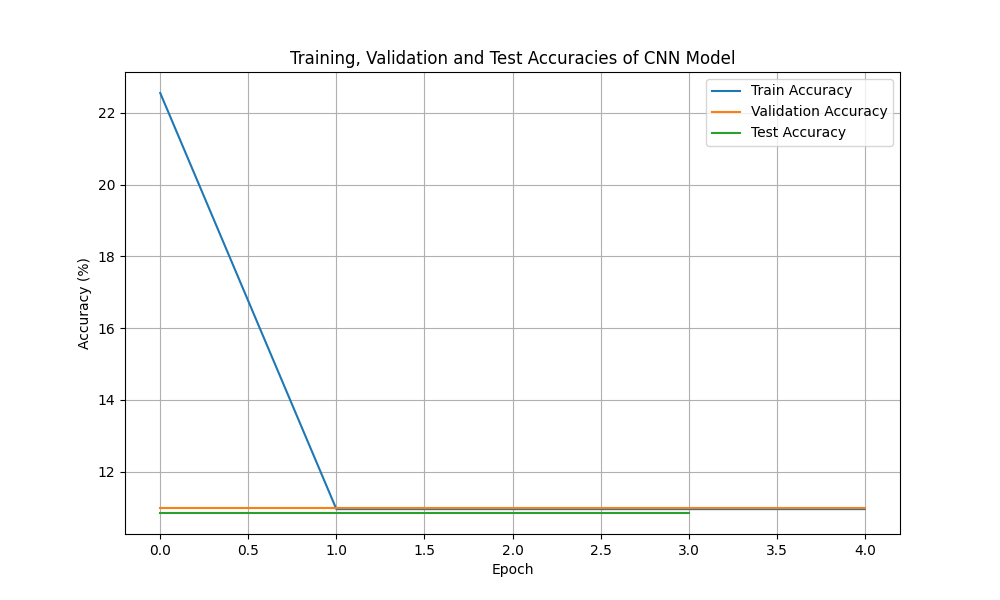 Training, Validation and Test Accuracies of CNN Model
Train Accuracy
Validation Accuracy
Test Accuracy
Accuracy (%)
22
20
18
16
14
12
0.0 0.5 1.0 1.5 2.0 2.5 3.0 3.5 4.0
Epoch